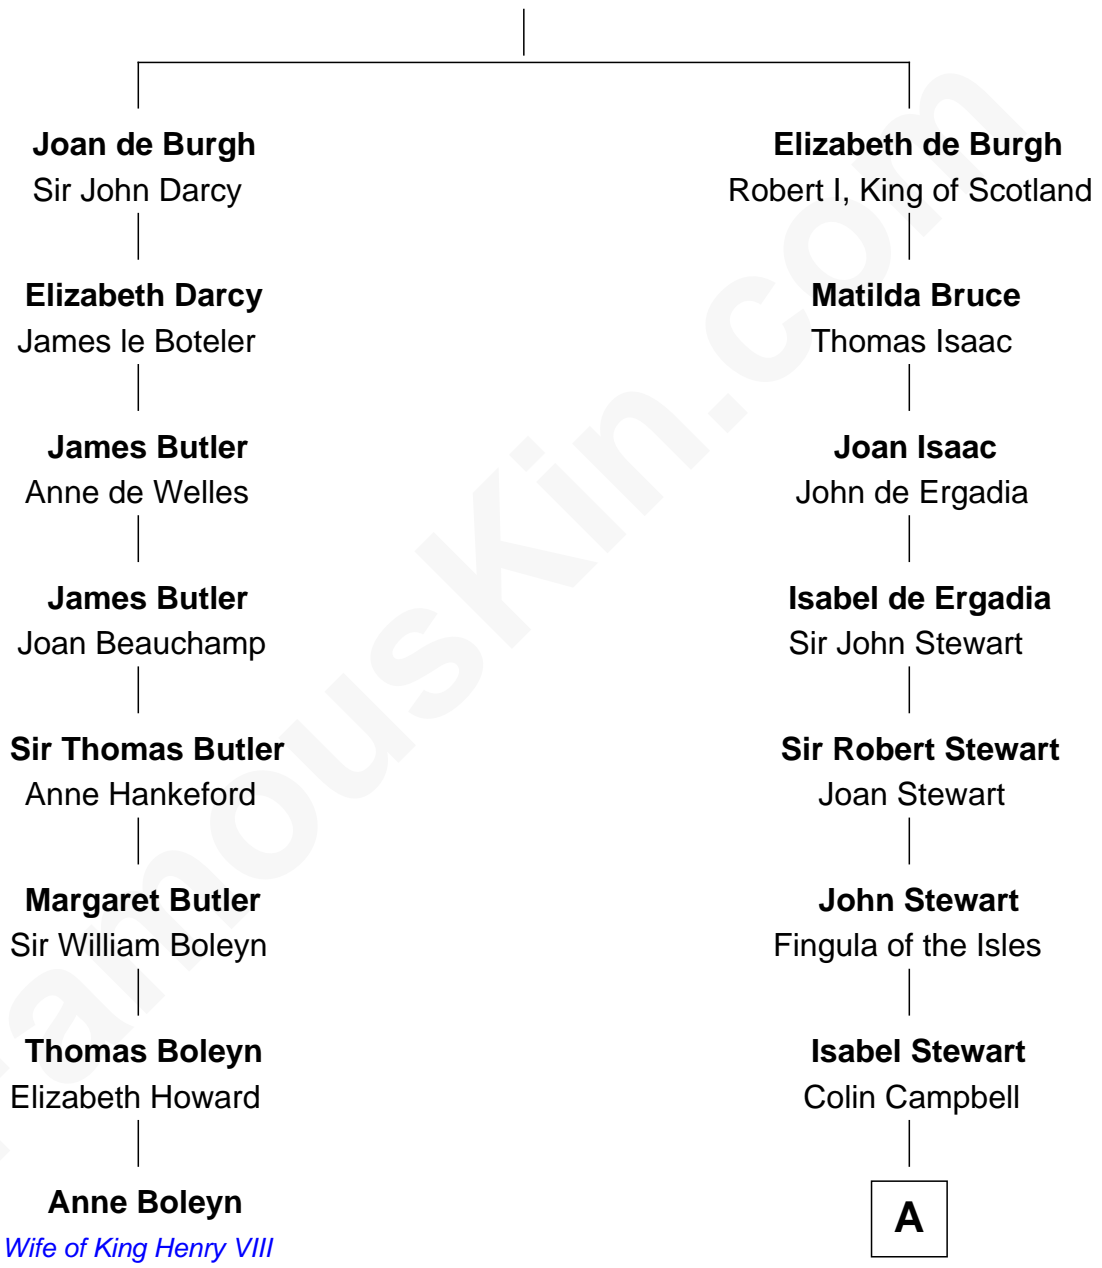 Joan de Burgh
Sir John Darcy
Elizabeth de Burgh
Robert I, King of Scotland
Elizabeth Darcy
James le Boteler
Matilda Bruce
Thomas Isaac
James Butler
Anne de Welles
Joan Isaac
John de Ergadia
James Butler
Joan Beauchamp
Isabel de Ergadia
Sir John Stewart
Sir Thomas Butler
Anne Hankeford
Sir Robert Stewart
Joan Stewart
Margaret Butler
Sir William Boleyn
John Stewart
Fingula of the Isles
Thomas Boleyn
Elizabeth Howard
Isabel Stewart
Colin Campbell
Anne Boleyn
Wife of King Henry VIII
A
FamousKin.com